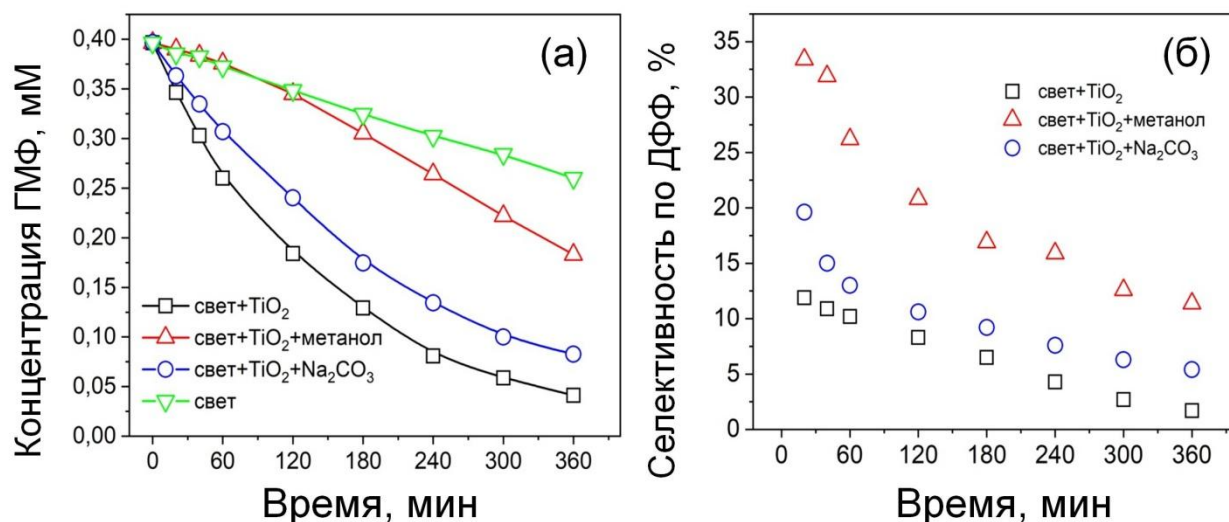 Концентрация ГМФ, мМ
0,40
0,35
0,30
0,25
0,20
0,15
0,10
0,05
0,00
(а)
свет+TiO₂
свет+TiO₂+метанол
свет+TiO₂+Na₂CO₃
свет
0 60 120 180 240 300 360
Время, мин
Селективность по ДФФ, %
35
30
25
20
15
10
5
0
(б)
свет+TiO₂
свет+TiO₂+метанол
свет+TiO₂+Na₂CO₃
0 60 120 180 240 300 360
Время, мин